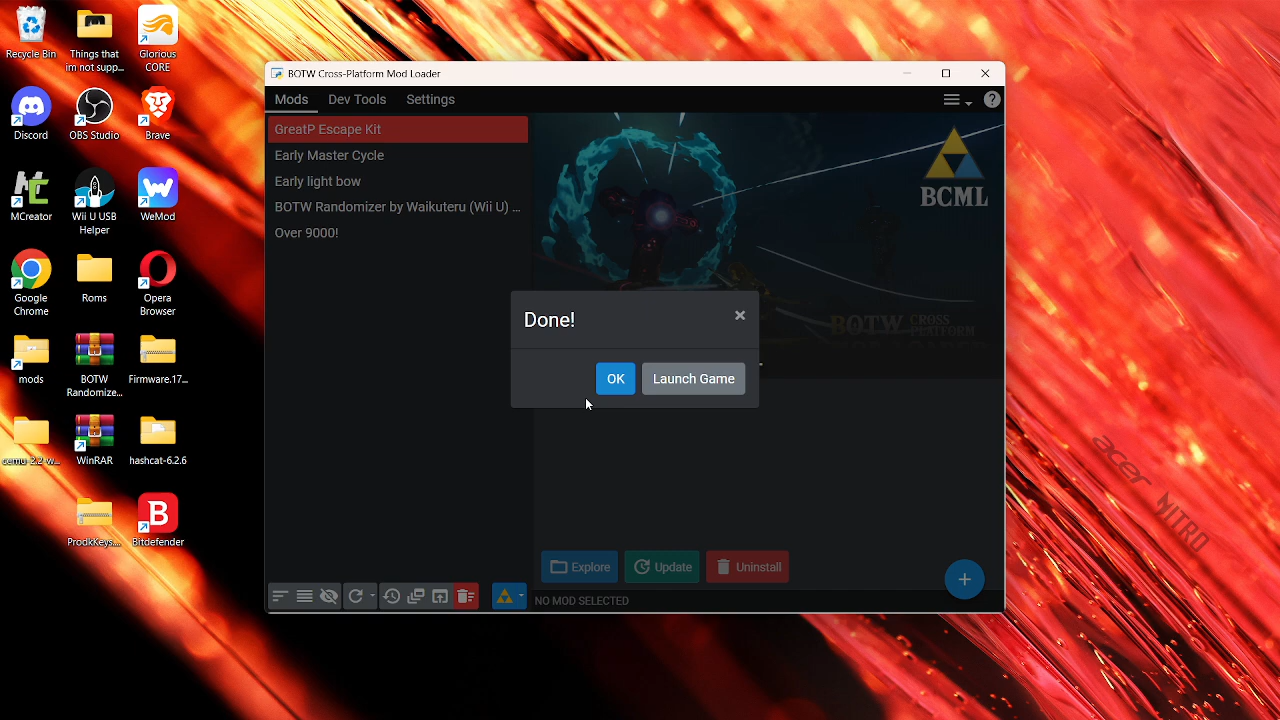 Recycle Bin
Things that
im not supp...
Glorious
CORE
Discord
OBS Studio
Brave
MCreator
Wii U USB
Helper
WeMod
Google
Chrome
Roms
Opera
Browser
mods
BOTW
Randomize...
Firmware.17...
cemu_2.2-w...
WinRAR
hashcat-6.2.6
ProdkKeys....
Bitdefender
BOTW Cross-Platform Mod Loader
Mods
Dev Tools
Settings
GreatP Escape Kit
Early Master Cycle
Early light bow
BOTW Randomizer by Waikuteru (Wii U) ...
Over 9000!
BCML
BOTW CROSS
PLATFORM
MOD LOADER
Done!
OK
Launch Game
Explore
Update
Uninstall
NO MOD SELECTED
acer NITRO